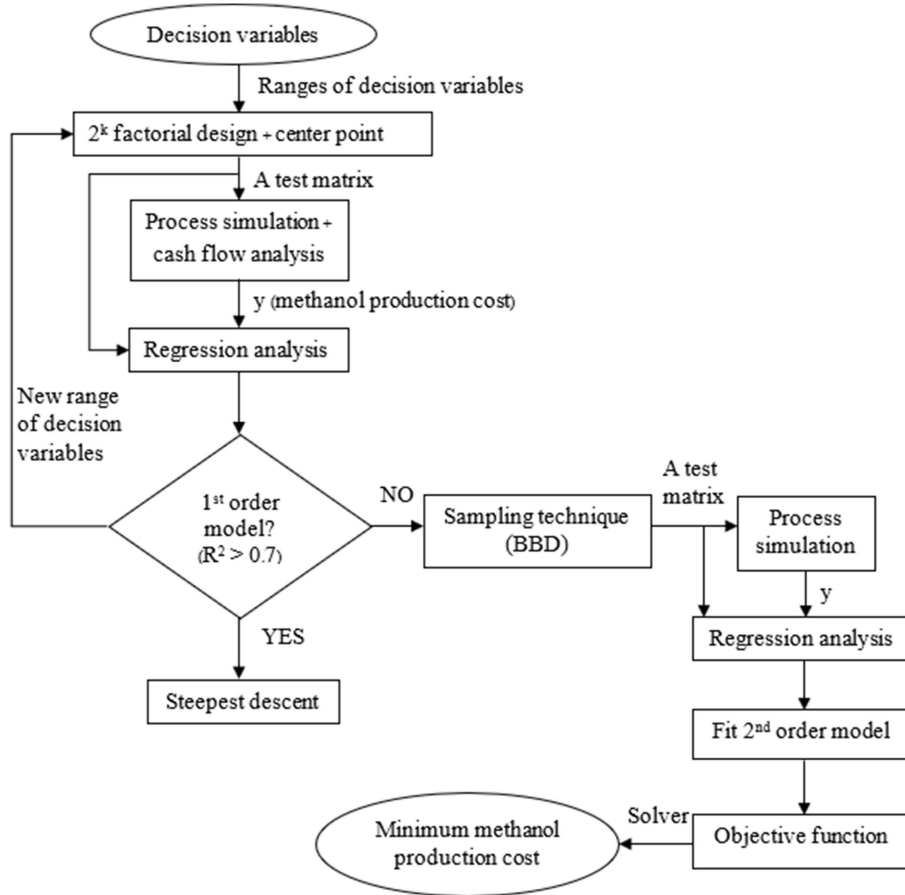 Decision variables
Ranges of decision variables
2ᵏ factorial design + center point
A test matrix
Process simulation +
cash flow analysis
y (methanol production cost)
Regression analysis
New range
of decision
variables
1ˢᵗ order
model?
(R² > 0.7)
NO
Sampling technique
(BBD)
A test
matrix
Process
simulation
y
Regression analysis
YES
Steepest descent
Fit 2ⁿᵈ order model
Solver
Objective function
Minimum methanol
production cost